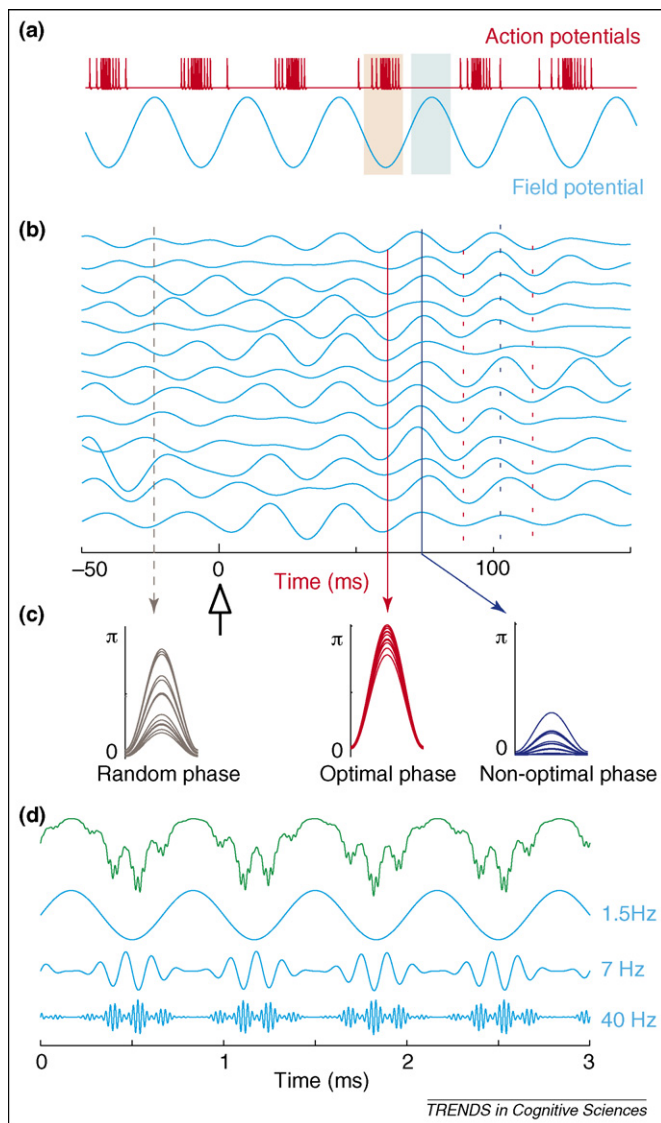 (a)
Action potentials
Field potential
(b)
–50 0 100
Time (ms)
(c)
π π π
0 0 0
Random phase Optimal phase Non-optimal phase
(d)
1.5Hz
7 Hz
40 Hz
0 1 2 3
Time (ms)
TRENDS in Cognitive Sciences